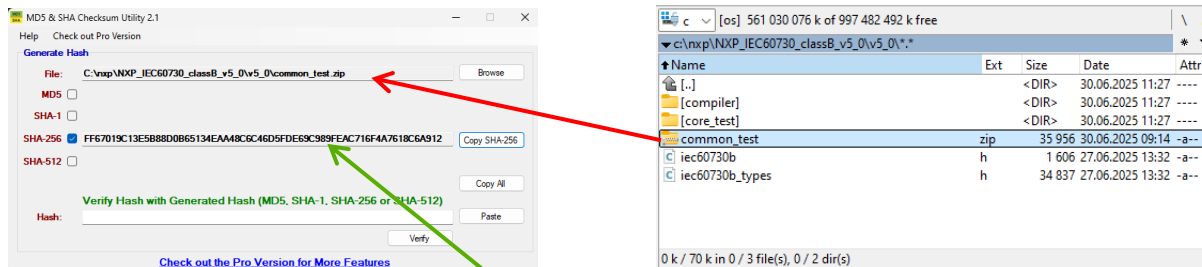 MD5 & SHA Checksum Utility 2.1
Help Check out Pro Version
Generate Hash
File: C:\nxp\NXP_IEC60730_classB_v5_0\v5_0\common_test.zip Browse
MD5
SHA-1
SHA-256 FF67019C13E5B88D0B65134EAA48C6C46D5FDE69C989FEAC716F4A7618C6A912 Copy SHA-256
SHA-512
Copy All
Verify Hash with Generated Hash (MD5, SHA-1, SHA-256 or SHA-512)
Hash: Paste
Verify
Check out the Pro Version for More Features
c [os] 561 030 076 k of 997 482 492 k free \
c:\nxp\NXP_IEC60730_classB_v5_0\v5_0\*.* *
Name Ext Size Date Attr
[..] <DIR> 30.06.2025 11:27 ----
[compiler] <DIR> 30.06.2025 11:27 ----
[core_test] <DIR> 30.06.2025 11:27 ----
common_test zip 35 956 30.06.2025 09:14 -a--
iec60730b h 1 606 27.06.2025 13:32 -a--
iec60730b_types h 34 837 27.06.2025 13:32 -a--
0 k / 70 k in 0 / 3 file(s), 0 / 2 dir(s)